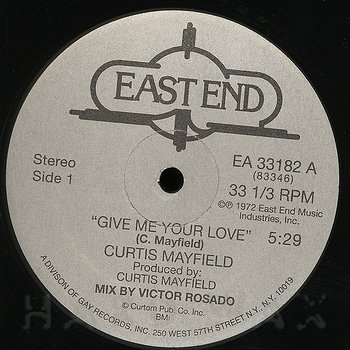 EAST END
Stereo
Side 1
EA 33182 A
(83346)
33 1/3 RPM
©℗ 1972 East End Music
Industries, Inc.
"GIVE ME YOUR LOVE" 5:29
(C. Mayfield)
CURTIS MAYFIELD
Produced by:
CURTIS MAYFIELD
MIX BY VICTOR ROSADO
© Curtom Pub. Co. Inc.
BMI
A DIVISION OF GAY RECORDS, INC. 250 WEST 57TH STREET N.Y., N.Y. 10019